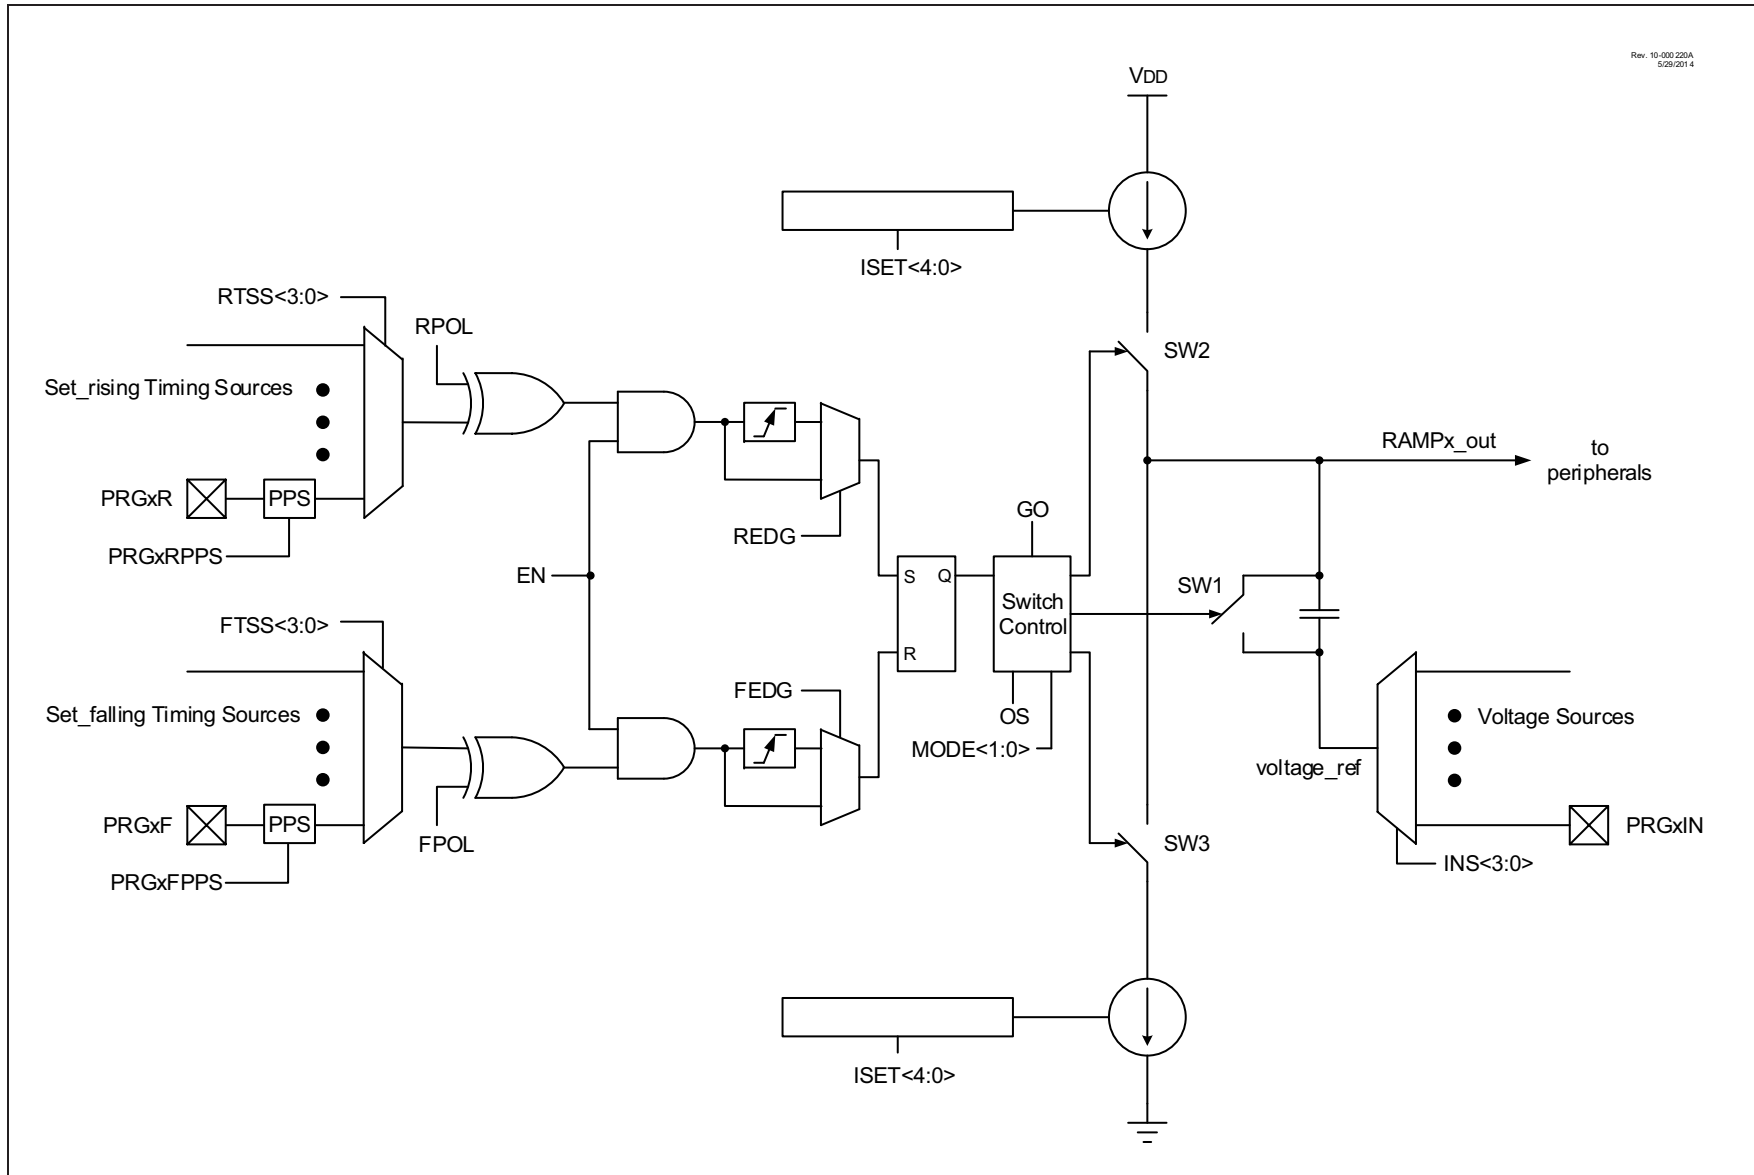 Rev. 10-000 220A
5/29/201 4
VDD
ISET<4:0>
RTSS<3:0>
RPOL
SW2
Set_rising Timing Sources
RAMPx_out
to
peripherals
PRGxR
PPS
PRGxRPPS
REDG
GO
EN
S
Q
R
Switch
Control
SW1
FTSS<3:0>
FEDG
OS
MODE<1:0>
Set_falling Timing Sources
Voltage Sources
voltage_ref
PRGxF
PPS
FPOL
SW3
PRGxIN
INS<3:0>
PRGxFPPS
ISET<4:0>